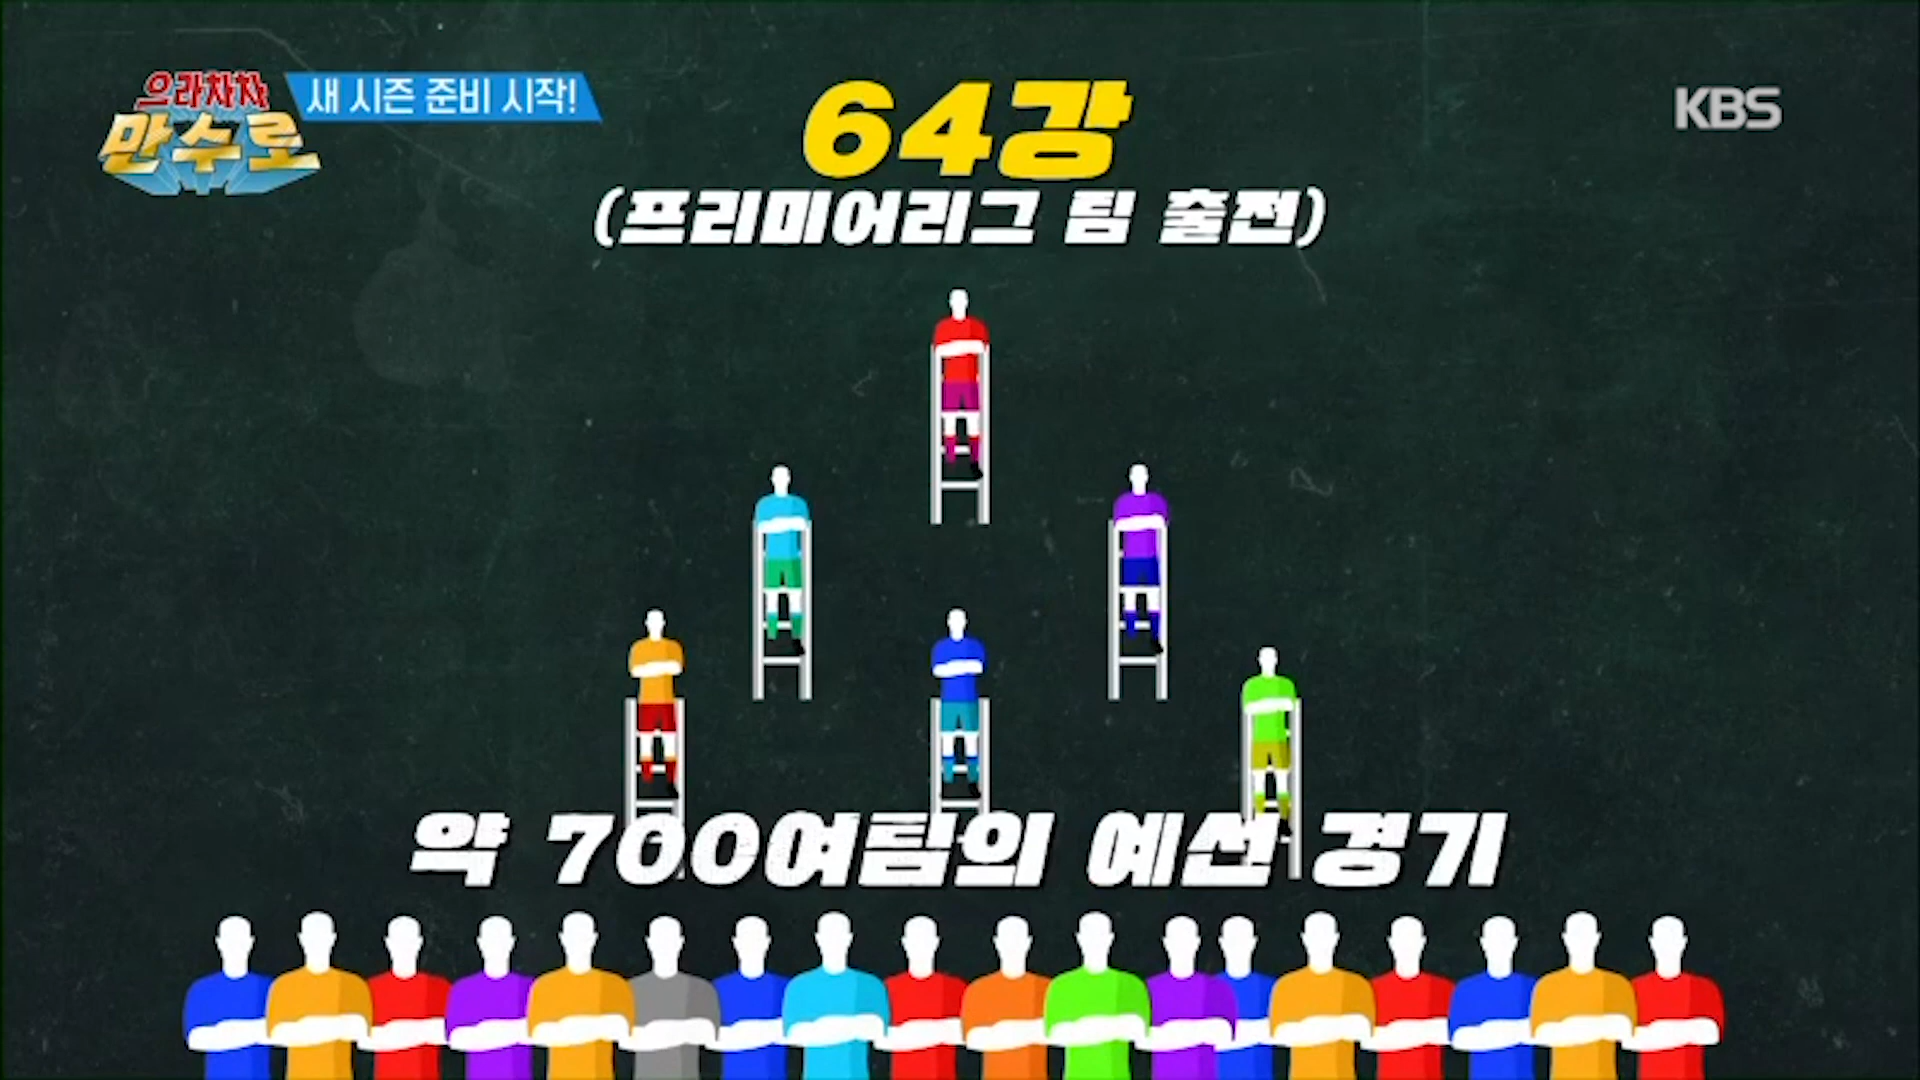 으라차차
만수로
새 시즌 준비 시작!
64강
KBS
(프리미어리그 팀 출전)
약 700여팀의 예선 경기